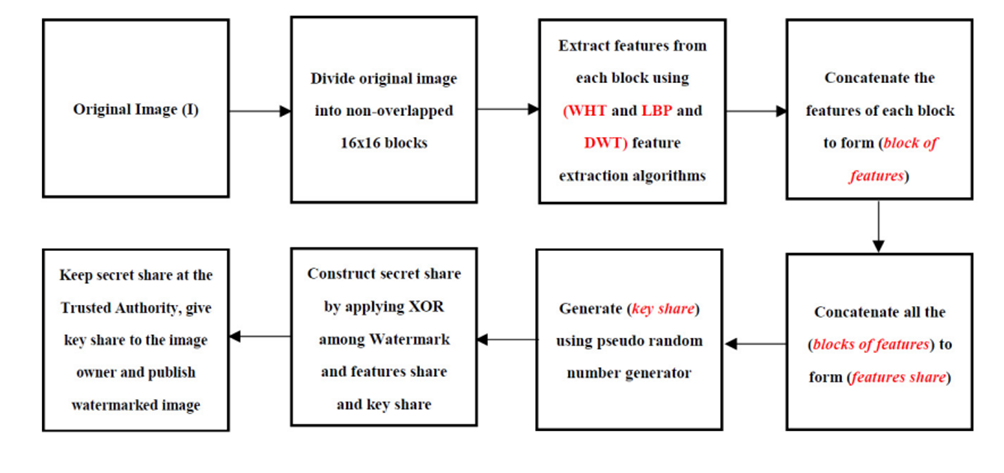 Original Image (I)
Divide original image
into non-overlapped
16x16 blocks
Extract features from
each block using
(WHT and LBP and
DWT) feature
extraction algorithms
Concatenate the
features of each block
to form (block of
features)
Concatenate all the
(blocks of features) to
form (features share)
Generate (key share)
using pseudo random
number generator
Construct secret share
by applying XOR
among Watermark
and features share
and key share
Keep secret share at the
Trusted Authority, give
key share to the image
owner and publish
watermarked image